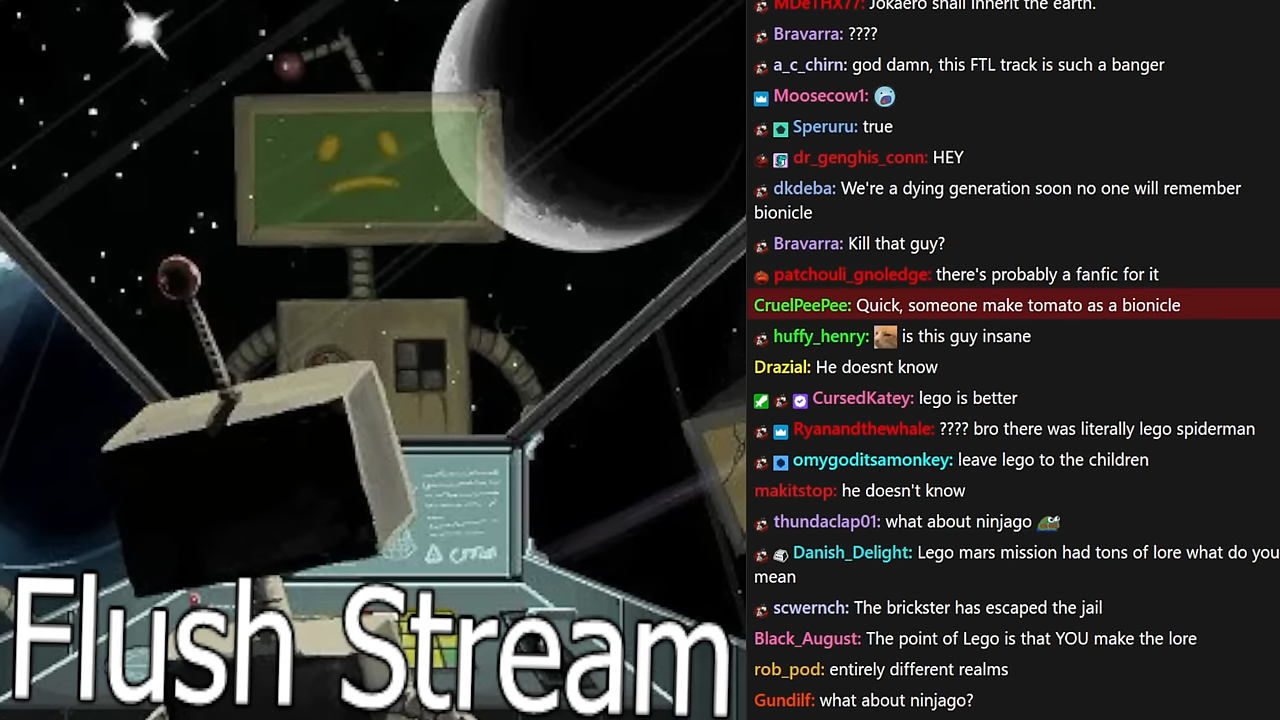 MDeTHX77: Jokaero shall inherit the earth.
Bravarra: ????
a_c_chirn: god damn, this FTL track is such a banger
Moosecow1:
Speruru: true
dr_genghis_conn: HEY
dkdeba: We're a dying generation soon no one will remember
bionicle
Bravarra: Kill that guy?
patchouli_gnoledge: there's probably a fanfic for it
CruelPeePee: Quick, someone make tomato as a bionicle
huffy_henry: is this guy insane
Drazial: He doesnt know
CursedKatey: lego is better
Ryanandthewhale: ???? bro there was literally lego spiderman
omygoditsamonkey: leave lego to the children
makitstop: he doesn't know
thundaclap01: what about ninjago
Danish_Delight: Lego mars mission had tons of lore what do you
mean
scwernch: The brickster has escaped the jail
Black_August: The point of Lego is that YOU make the lore
rob_pod: entirely different realms
Gundilf: what about ninjago?
Flush Stream